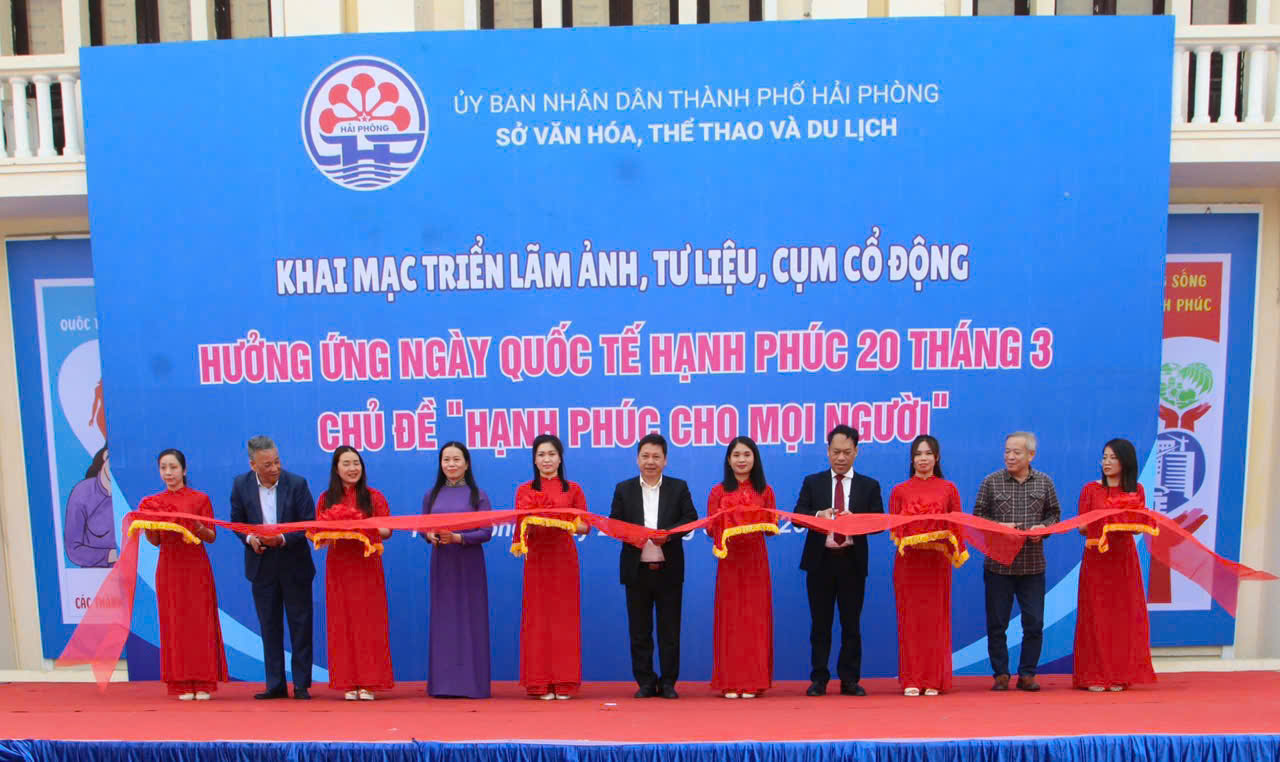 HẢI PHÒNG
ỦY BAN NHÂN DÂN THÀNH PHỐ HẢI PHÒNG
SỞ VĂN HÓA, THỂ THAO VÀ DU LỊCH
KHAI MẠC TRIỂN LÃM ẢNH, TƯ LIỆU, CỤM CỔ ĐỘNG
HƯỞNG ỨNG NGÀY QUỐC TẾ HẠNH PHÚC 20 THÁNG 3
CHỦ ĐỀ "HẠNH PHÚC CHO MỌI NGƯỜI"
QUỐC
CÁC THÀNH
SỐNG
PHÚC